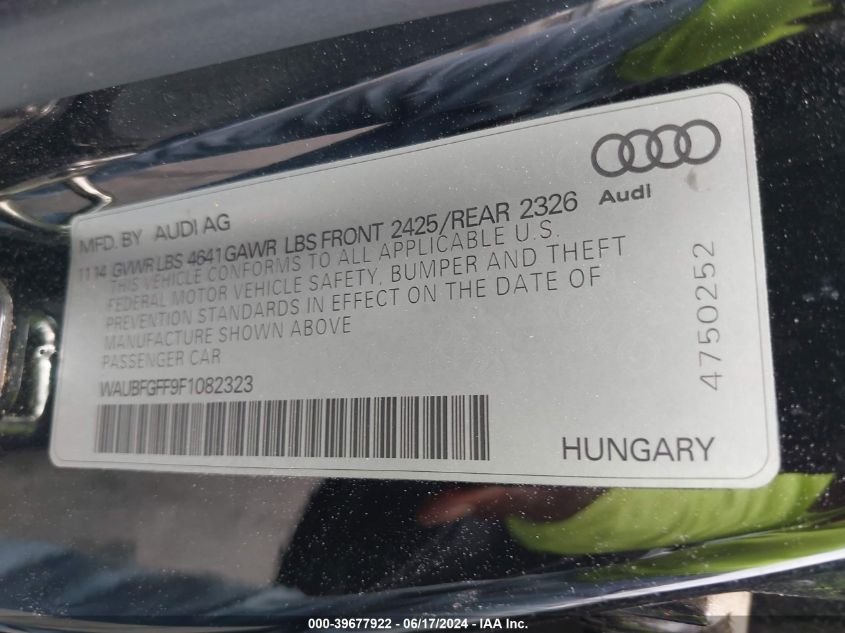 Audi
MFD. BY AUDI AG
11 14 GVWR LBS 4641 GAWR LBS FRONT 2425/REAR 2326
THIS VEHICLE CONFORMS TO ALL APPLICABLE U.S.
FEDERAL MOTOR VEHICLE SAFETY, BUMPER AND THEFT
PREVENTION STANDARDS IN EFFECT ON THE DATE OF
MANUFACTURE SHOWN ABOVE
PASSENGER CAR
WAUBFGFF9F1082323
HUNGARY
4750252
000-39677922 - 06/17/2024 - © IAA, Inc.